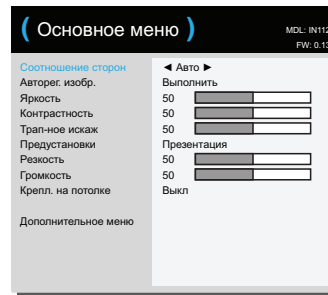 ( Основное меню )
MDL: IN112
FW: 0.13
Соотношение сторон ◄ Авто ►
Авторег. изобр. Выполнить
Яркость 50
Контрастность 50
Трап-ное искаж 50
Предустановки Презентация
Резкость 50
Громкость 50
Крепл. на потолке Выкл
Дополнительное меню